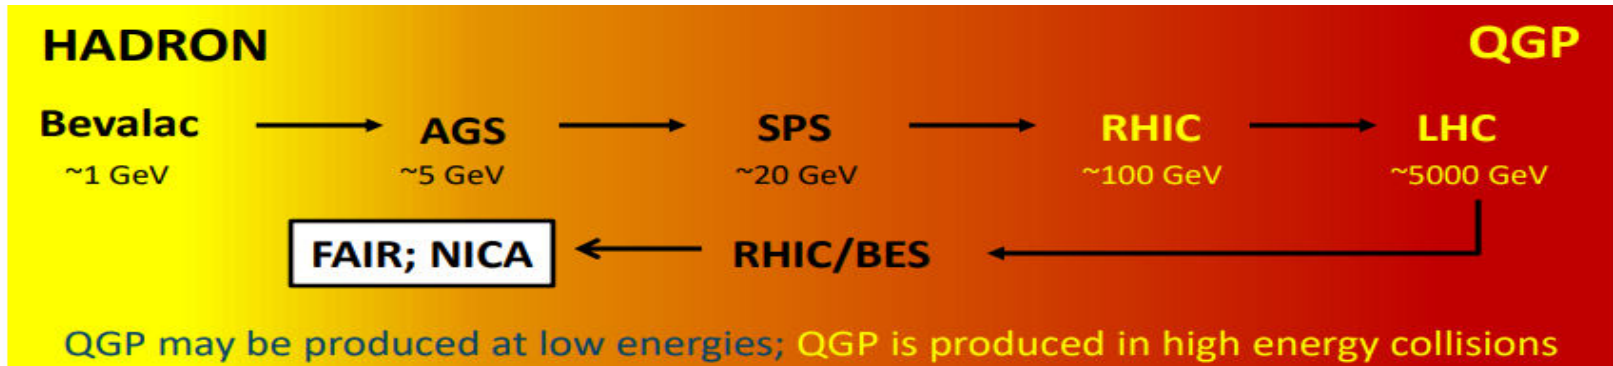 HADRON QGP
Bevalac AGS SPS RHIC LHC
~1 GeV ~5 GeV ~20 GeV ~100 GeV ~5000 GeV
FAIR; NICA RHIC/BES
QGP may be produced at low energies; QGP is produced in high energy collisions